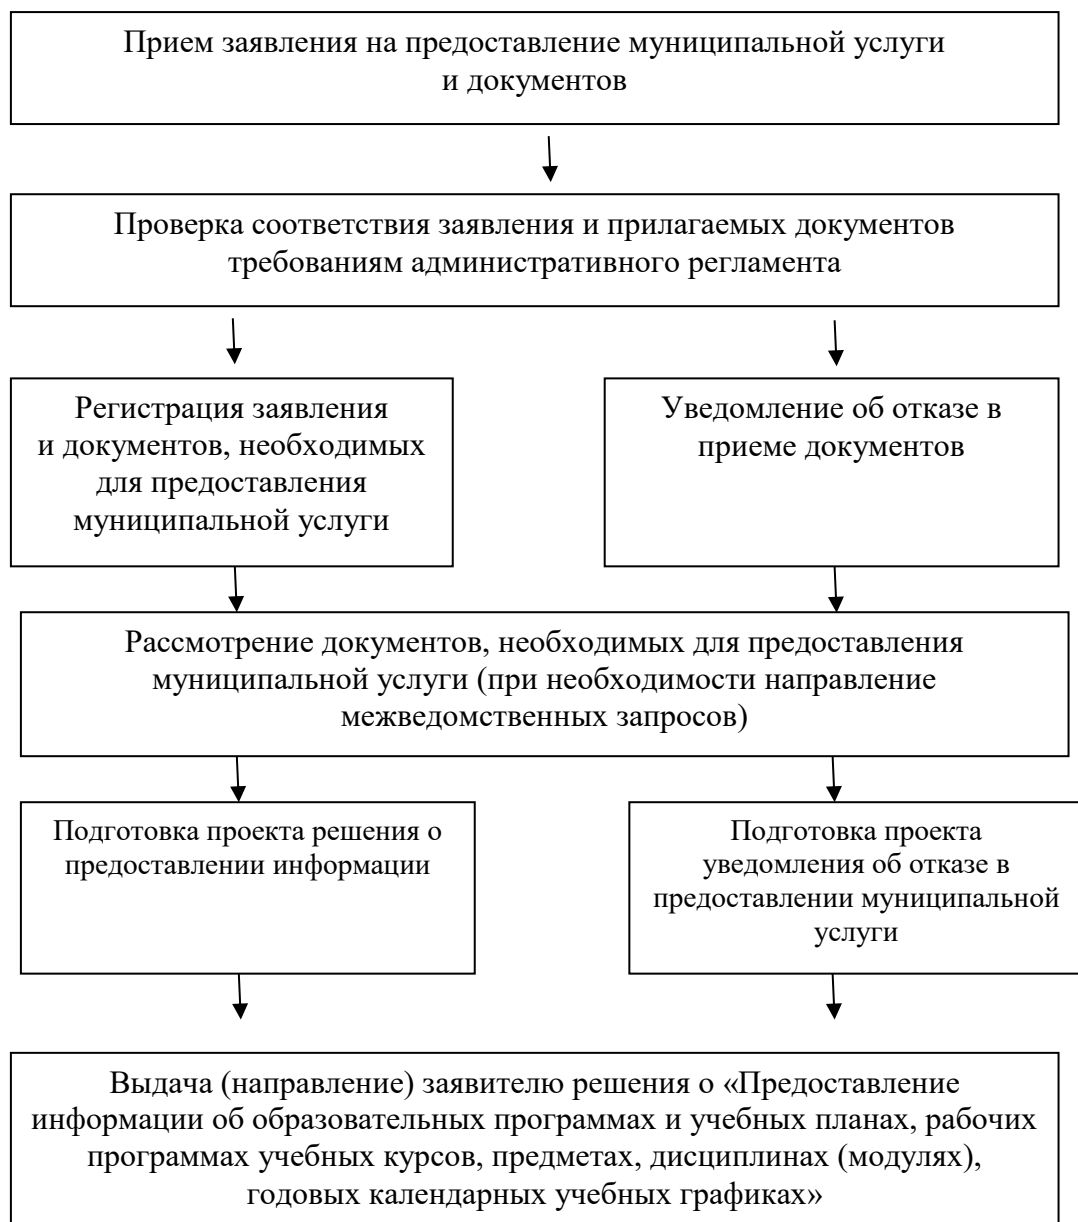 Прием заявления на предоставление муниципальной услуги
и документов
Проверка соответствия заявления и прилагаемых документов
требованиям административного регламента
Регистрация заявления
и документов, необходимых
для предоставления
муниципальной услуги
Уведомление об отказе в
приеме документов
Рассмотрение документов, необходимых для предоставления
муниципальной услуги (при необходимости направление
межведомственных запросов)
Подготовка проекта решения о
предоставлении информации
Подготовка проекта
уведомления об отказе в
предоставлении муниципальной
услуги
Выдача (направление) заявителю решения о «Предоставление
информации об образовательных программах и учебных планах, рабочих
программах учебных курсов, предметах, дисциплинах (модулях),
годовых календарных учебных графиках»